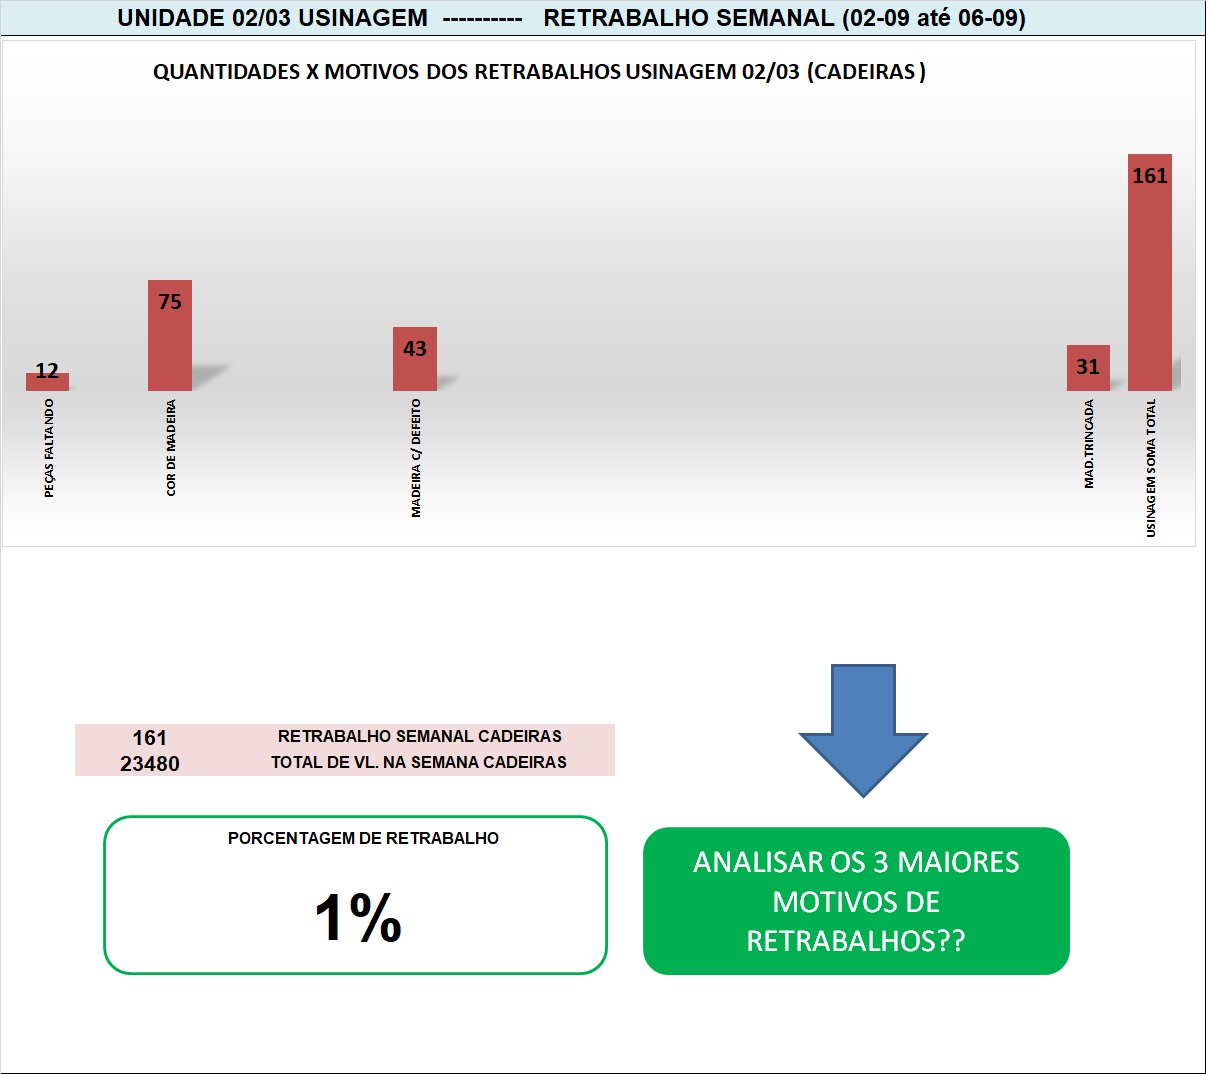 UNIDADE 02/03 USINAGEM ---------- RETRABALHO SEMANAL (02-09 até 06-09)
QUANTIDADES X MOTIVOS DOS RETRABALHOS USINAGEM 02/03 (CADEIRAS )
12
75
43
31
161
PEÇAS FALTANDO
COR DE MADEIRA
MADEIRA C/ DEFEITO
MAD.TRINCADA
USINAGEM SOMA TOTAL
161 RETRABALHO SEMANAL CADEIRAS
23480 TOTAL DE VL. NA SEMANA CADEIRAS
PORCENTAGEM DE RETRABALHO
1%
ANALISAR OS 3 MAIORES
MOTIVOS DE
RETRABALHOS??